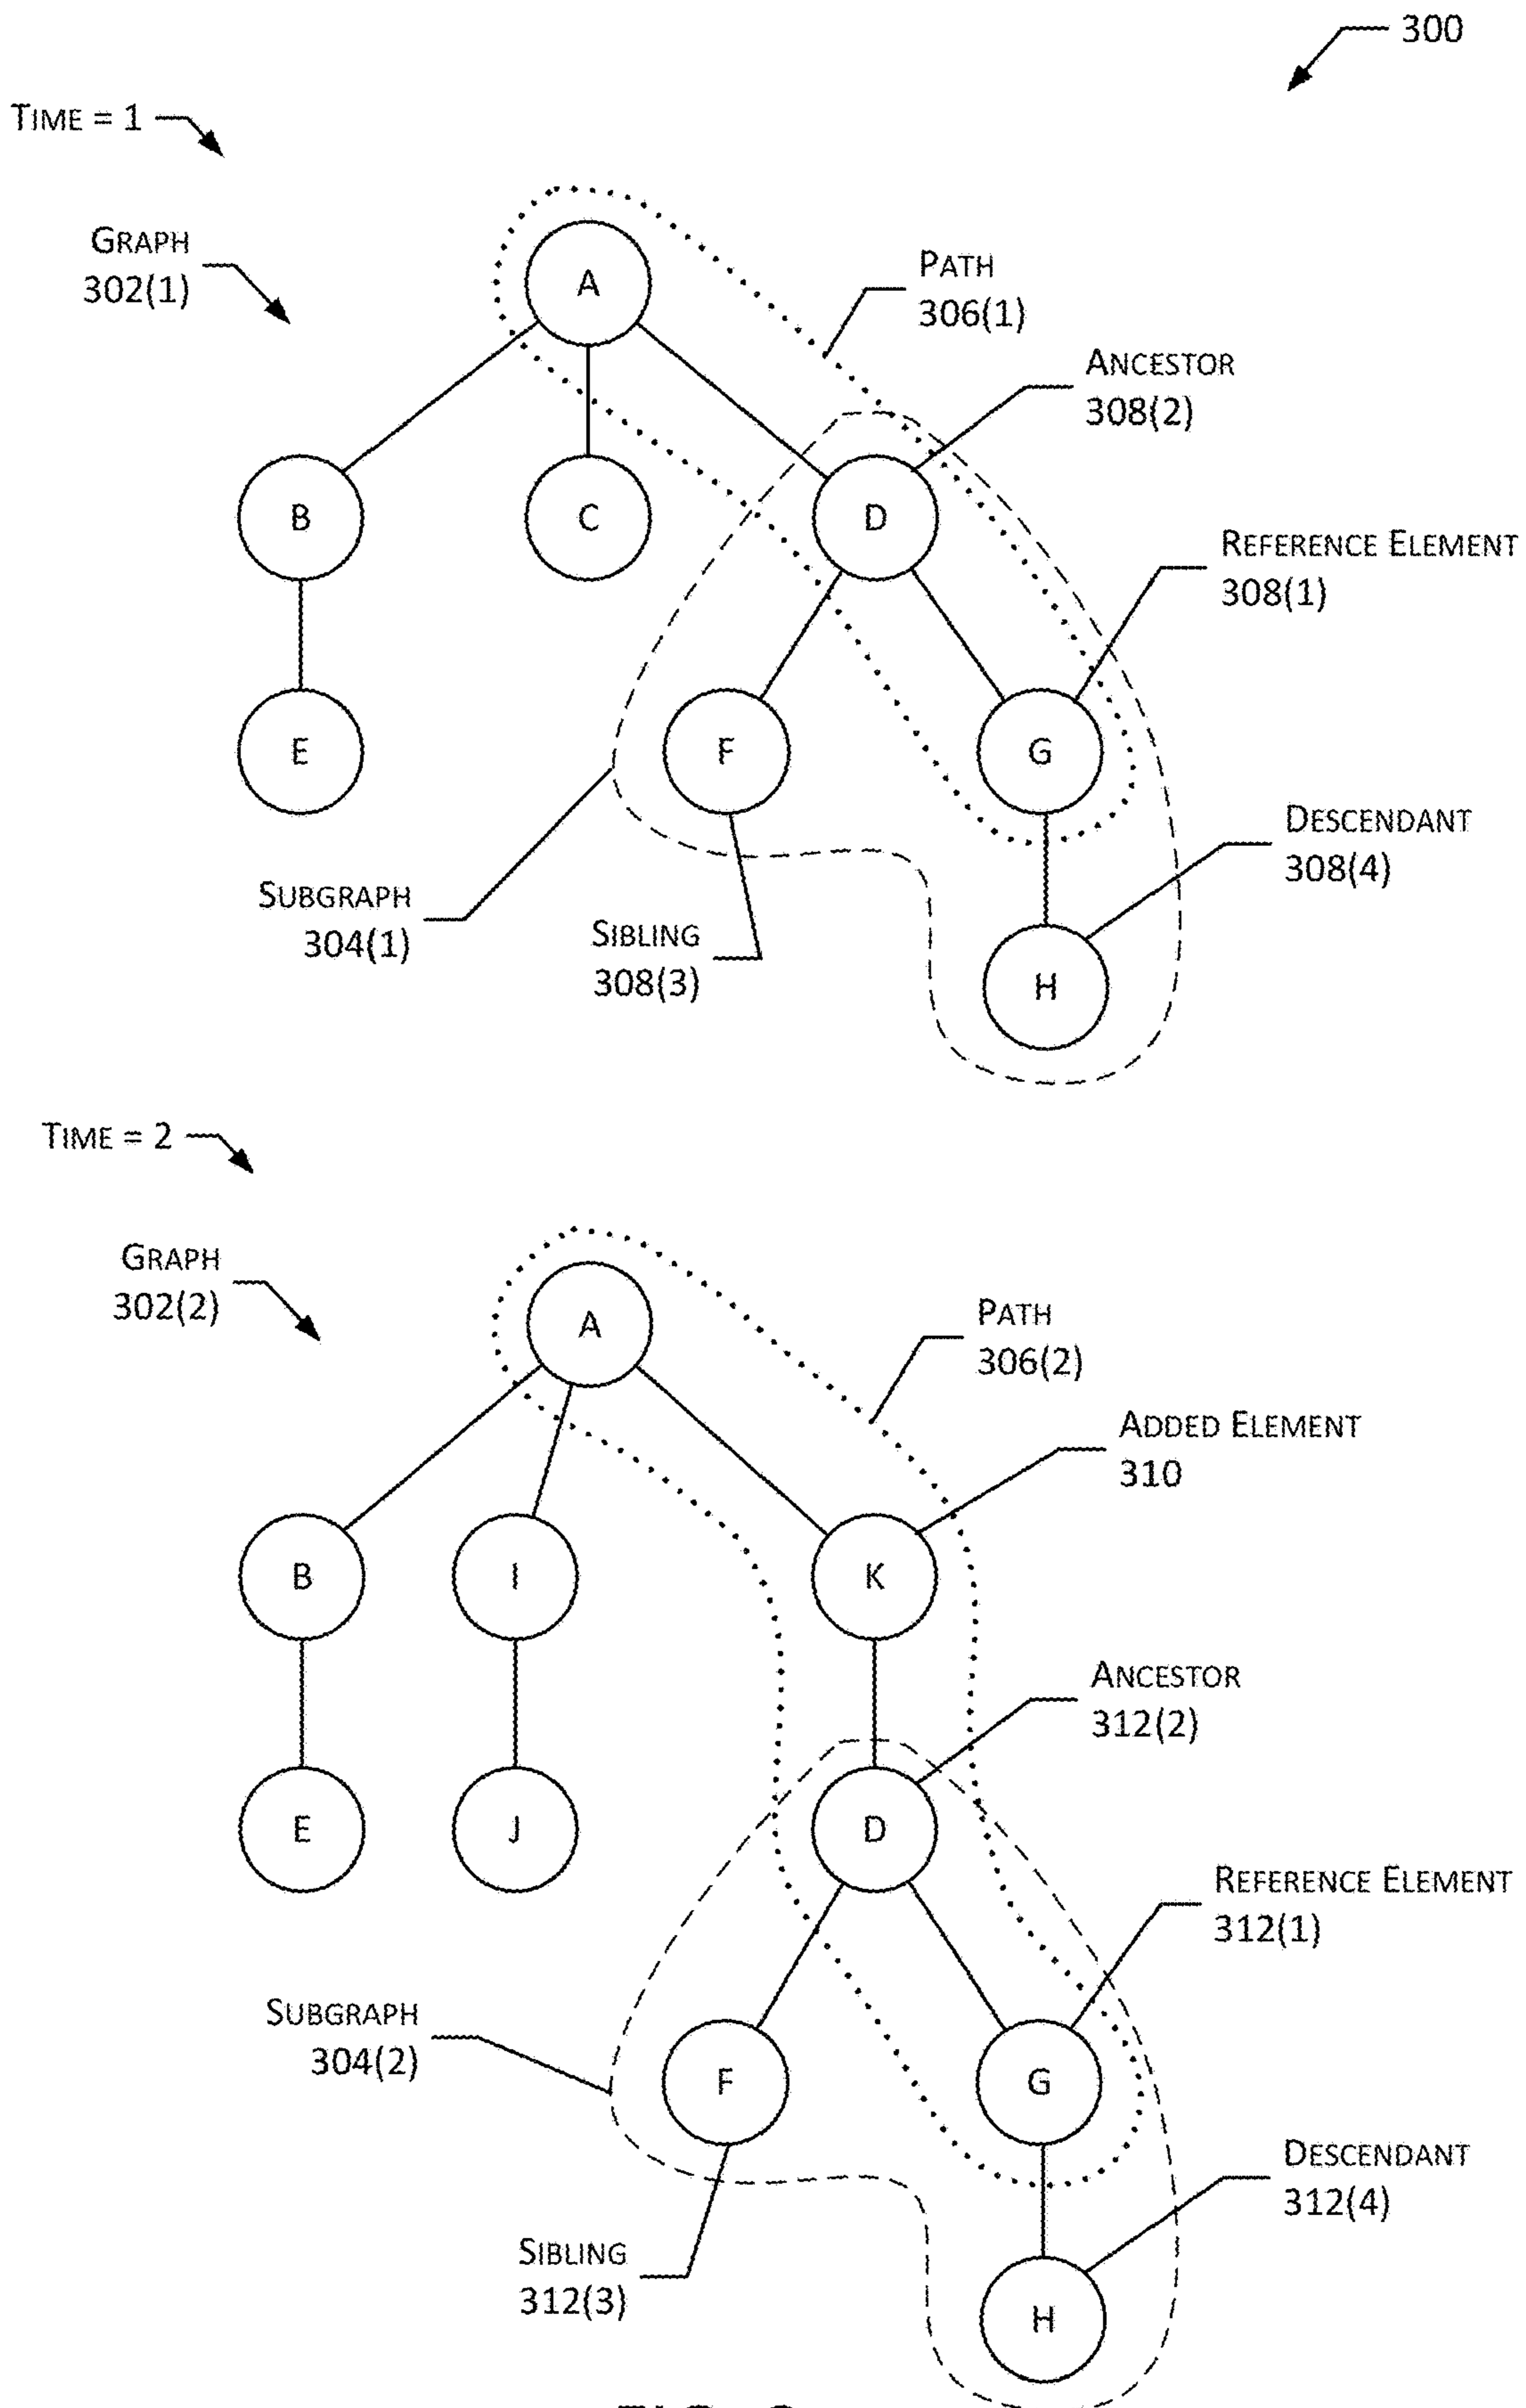 300
TIME = 1
GRAPH
302(1)
A
PATH
306(1)
ANCESTOR
308(2)
B
C
D
REFERENCE ELEMENT
308(1)
E
F
G
DESCENDANT
308(4)
SUBGRAPH
304(1)
SIBLING
308(3)
H
TIME = 2
GRAPH
302(2)
A
PATH
306(2)
ADDED ELEMENT
310
B
I
K
ANCESTOR
312(2)
E
J
D
REFERENCE ELEMENT
312(1)
SUBGRAPH
304(2)
F
G
DESCENDANT
312(4)
SIBLING
312(3)
H